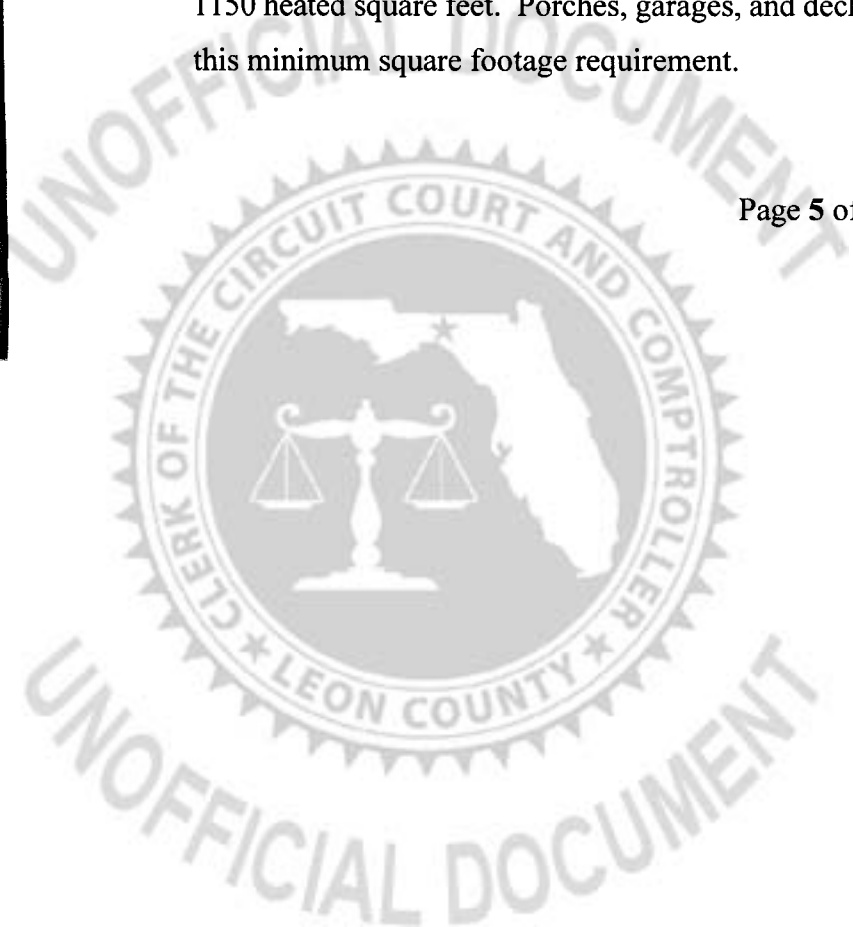 1150 heated square feet. Porches, garages, and deck
this minimum square footage requirement.
UNOFFICIAL DOCUMENT
Page 5 of
CLERK OF THE CIRCUIT COURT AND COMPTROLLER
LEON COUNTY
UNOFFICIAL DOCUMENT